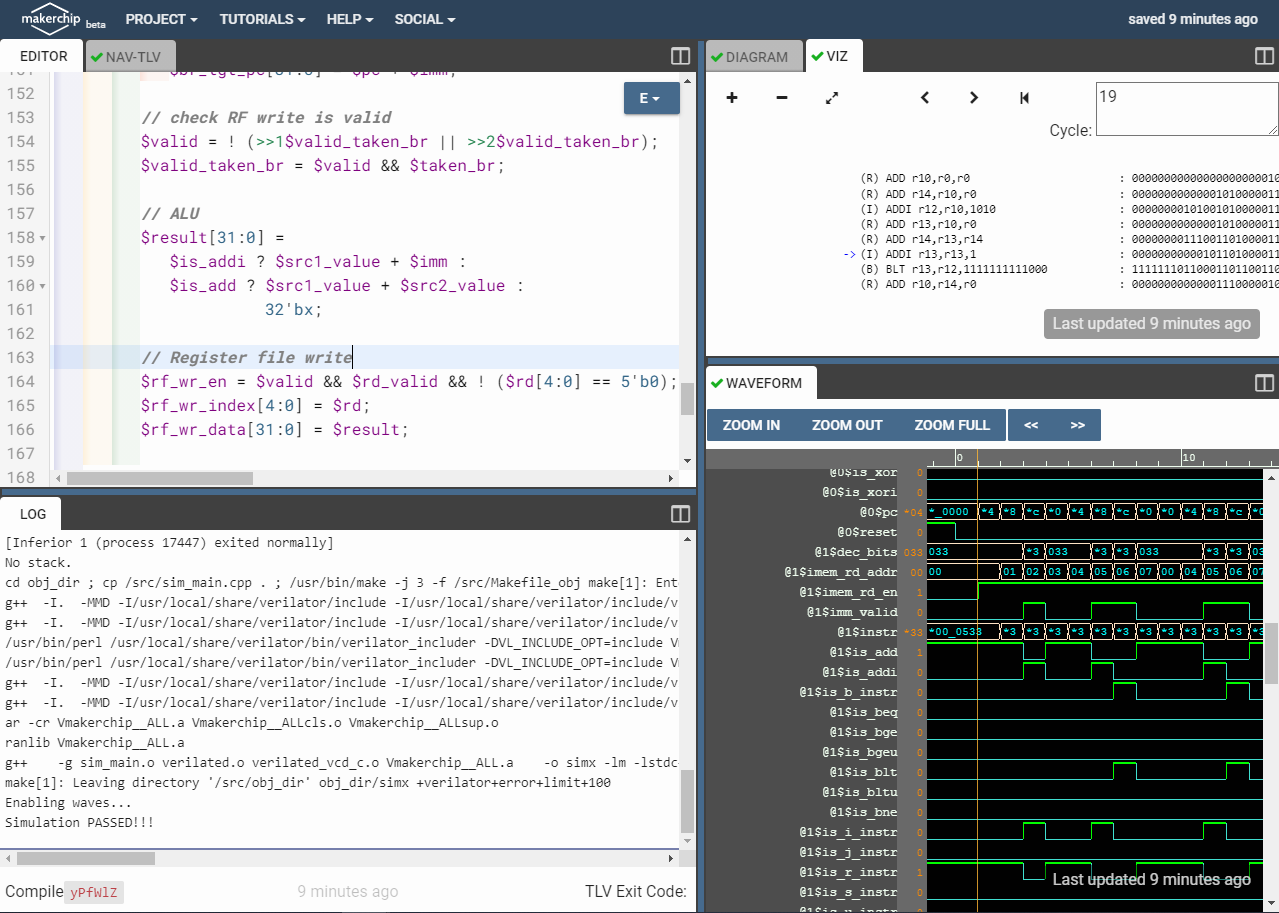 makerchip beta PROJECT TUTORIALS HELP SOCIAL saved 9 minutes ago
EDITOR NAV-TLV
152
153 // check RF write is valid
154 $valid = ! (>>1$valid_taken_br || >>2$valid_taken_br);
155 $valid_taken_br = $valid && $taken_br;
156
157 // ALU
158 $result[31:0] =
159 $is_addi ? $src1_value + $imm :
160 $is_add ? $src1_value + $src2_value :
161 32'bx;
162
163 // Register file write
164 $rf_wr_en = $valid && $rd_valid && ! ($rd[4:0] == 5'b0);
165 $rf_wr_index[4:0] = $rd;
166 $rf_wr_data[31:0] = $result;
167
168
E
LOG
[Inferior 1 (process 17447) exited normally]
No stack.
cd obj_dir ; cp /src/sim_main.cpp . ; /usr/bin/make -j 3 -f /src/Makefile_obj make[1]: Ent
g++ -I. -MMD -I/usr/local/share/verilator/include -I/usr/local/share/verilator/include/v
g++ -I. -MMD -I/usr/local/share/verilator/include -I/usr/local/share/verilator/include/v
/usr/bin/perl /usr/local/share/verilator/bin/verilator_includer -DVL_INCLUDE_OPT=include V
/usr/bin/perl /usr/local/share/verilator/bin/verilator_includer -DVL_INCLUDE_OPT=include V
g++ -I. -MMD -I/usr/local/share/verilator/include -I/usr/local/share/verilator/include/v
g++ -I. -MMD -I/usr/local/share/verilator/include -I/usr/local/share/verilator/include/v
ar -cr Vmakerchip__ALL.a Vmakerchip__ALLcls.o Vmakerchip__ALLsup.o
ranlib Vmakerchip__ALL.a
g++ -g sim_main.o verilated.o verilated_vcd_c.o Vmakerchip__ALL.a -o simx -lm -lstdc
make[1]: Leaving directory '/src/obj_dir' obj_dir/simx +verilator+error+limit+100
Enabling waves...
Simulation PASSED!!!
Compile yPfWlZ 9 minutes ago TLV Exit Code:
DIAGRAM VIZ
Cycle: 19
(R) ADD r10,r0,r0 : 0000000000000000000010
(R) ADD r14,r10,r0 : 0000000000001010000011
(I) ADDI r12,r10,1010 : 0000000010100101000011
(R) ADD r13,r10,r0 : 0000000000001010000011
(R) ADD r14,r13,r14 : 0000000011100110100011
-> (I) ADDI r13,r13,1 : 0000000000010110100011
(B) BLT r13,r12,1111111111000 : 1111111011000110110011
(R) ADD r10,r14,r0 : 0000000000000111000010
Last updated 9 minutes ago
WAVEFORM
ZOOM IN ZOOM OUT ZOOM FULL << >>
0 10
@0$is_xor 0
@0$is_xori 0
@0$pc *04 *_0000 *4 *8 *c *0 *4 *8 *c *0 *0 *4 *8 *c
@0$reset 0
@1$dec_bits 033 033 *3 033 *3 *3 033 *3 *3 03
@1$imem_rd_addr 00 00 01 02 03 04 05 06 07 00 04 05 06 07
@1$imem_rd_en 1
@1$imm_valid 0
@1$instr *33 *00_0533 *3 *3 *3 *3 *3 *3 *3 *3 *3 *3 *3
@1$is_add 1
@1$is_addi 0
@1$is_b_instr 0
@1$is_beq 0
@1$is_bge 0
@1$is_bgeu 0
@1$is_blt 0
@1$is_bltu 0
@1$is_bne 0
@1$is_i_instr 0
@1$is_j_instr 0
@1$is_r_instr 1
@1$is_s_instr 0
Last updated 9 minutes ago